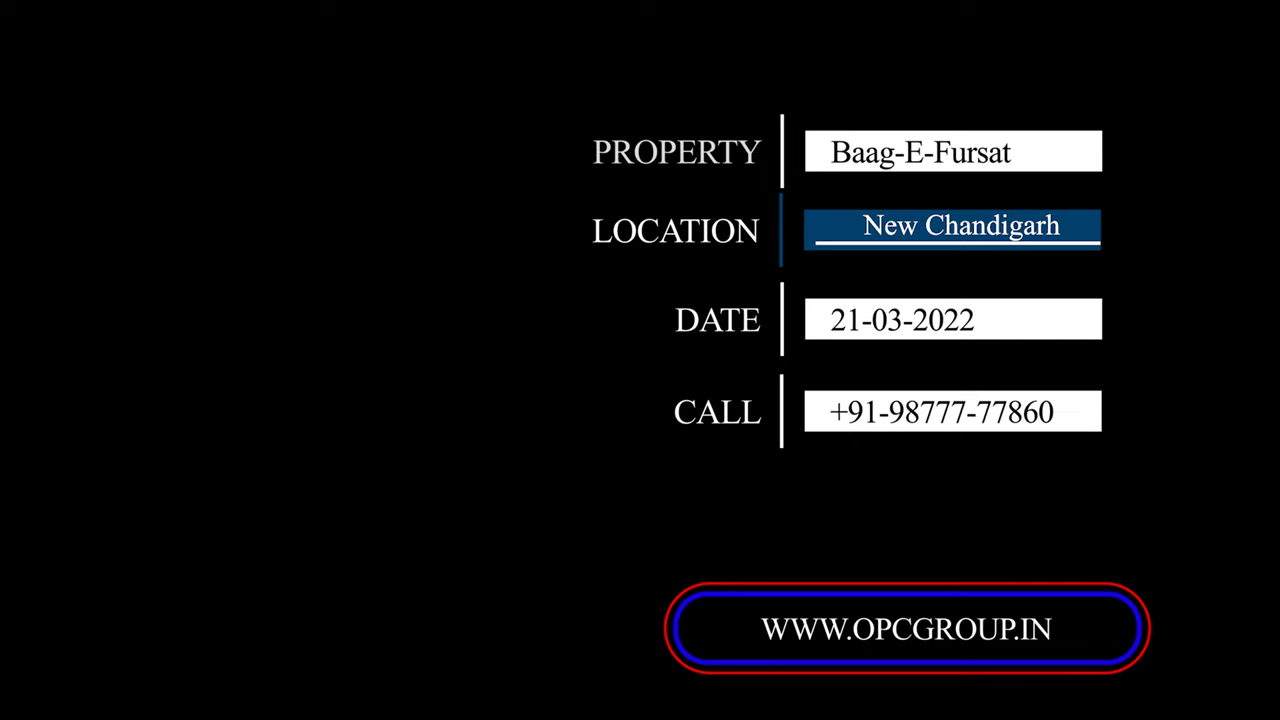 PROPERTY Baag-E-Fursat
LOCATION New Chandigarh
DATE 21-03-2022
CALL +91-98777-77860
WWW.OPCGROUP.IN